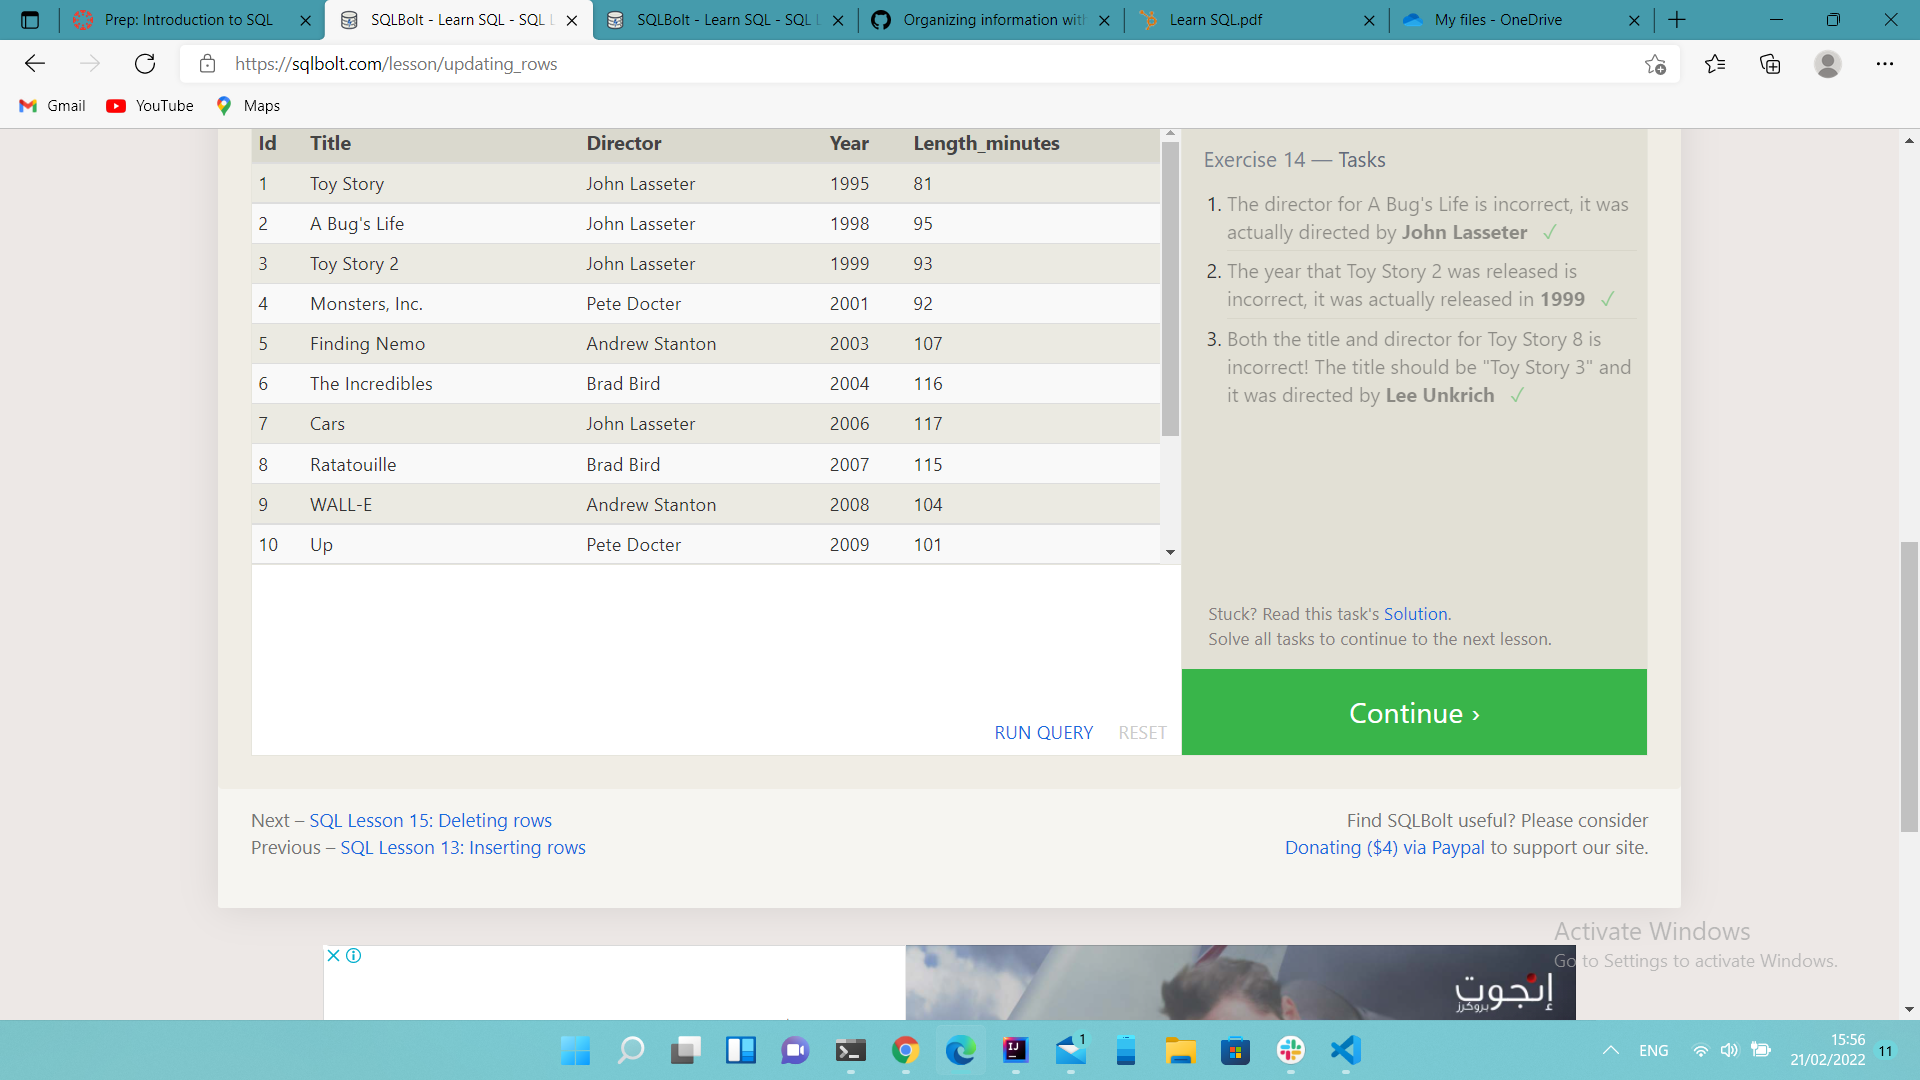 Prep: Introduction to SQL
SQLBolt - Learn SQL - SQL L
SQLBolt - Learn SQL - SQL L
Organizing information with
Learn SQL.pdf
My files - OneDrive
https://sqlbolt.com/lesson/updating_rows
Gmail YouTube Maps
Id Title Director Year Length_minutes
1 Toy Story John Lasseter 1995 81
2 A Bug's Life John Lasseter 1998 95
3 Toy Story 2 John Lasseter 1999 93
4 Monsters, Inc. Pete Docter 2001 92
5 Finding Nemo Andrew Stanton 2003 107
6 The Incredibles Brad Bird 2004 116
7 Cars John Lasseter 2006 117
8 Ratatouille Brad Bird 2007 115
9 WALL-E Andrew Stanton 2008 104
10 Up Pete Docter 2009 101
RUN QUERY RESET
Exercise 14 — Tasks
1. The director for A Bug's Life is incorrect, it was
actually directed by John Lasseter ✓
2. The year that Toy Story 2 was released is
incorrect, it was actually released in 1999 ✓
3. Both the title and director for Toy Story 8 is
incorrect! The title should be "Toy Story 3" and
it was directed by Lee Unkrich ✓
Stuck? Read this task's Solution.
Solve all tasks to continue to the next lesson.
Continue ›
Next – SQL Lesson 15: Deleting rows
Previous – SQL Lesson 13: Inserting rows
Find SQLBolt useful? Please consider
Donating ($4) via Paypal to support our site.
Activate Windows
Go to Settings to activate Windows.
إنجوت
بروكرز
IJ
1
ENG
15:56
21/02/2022
11